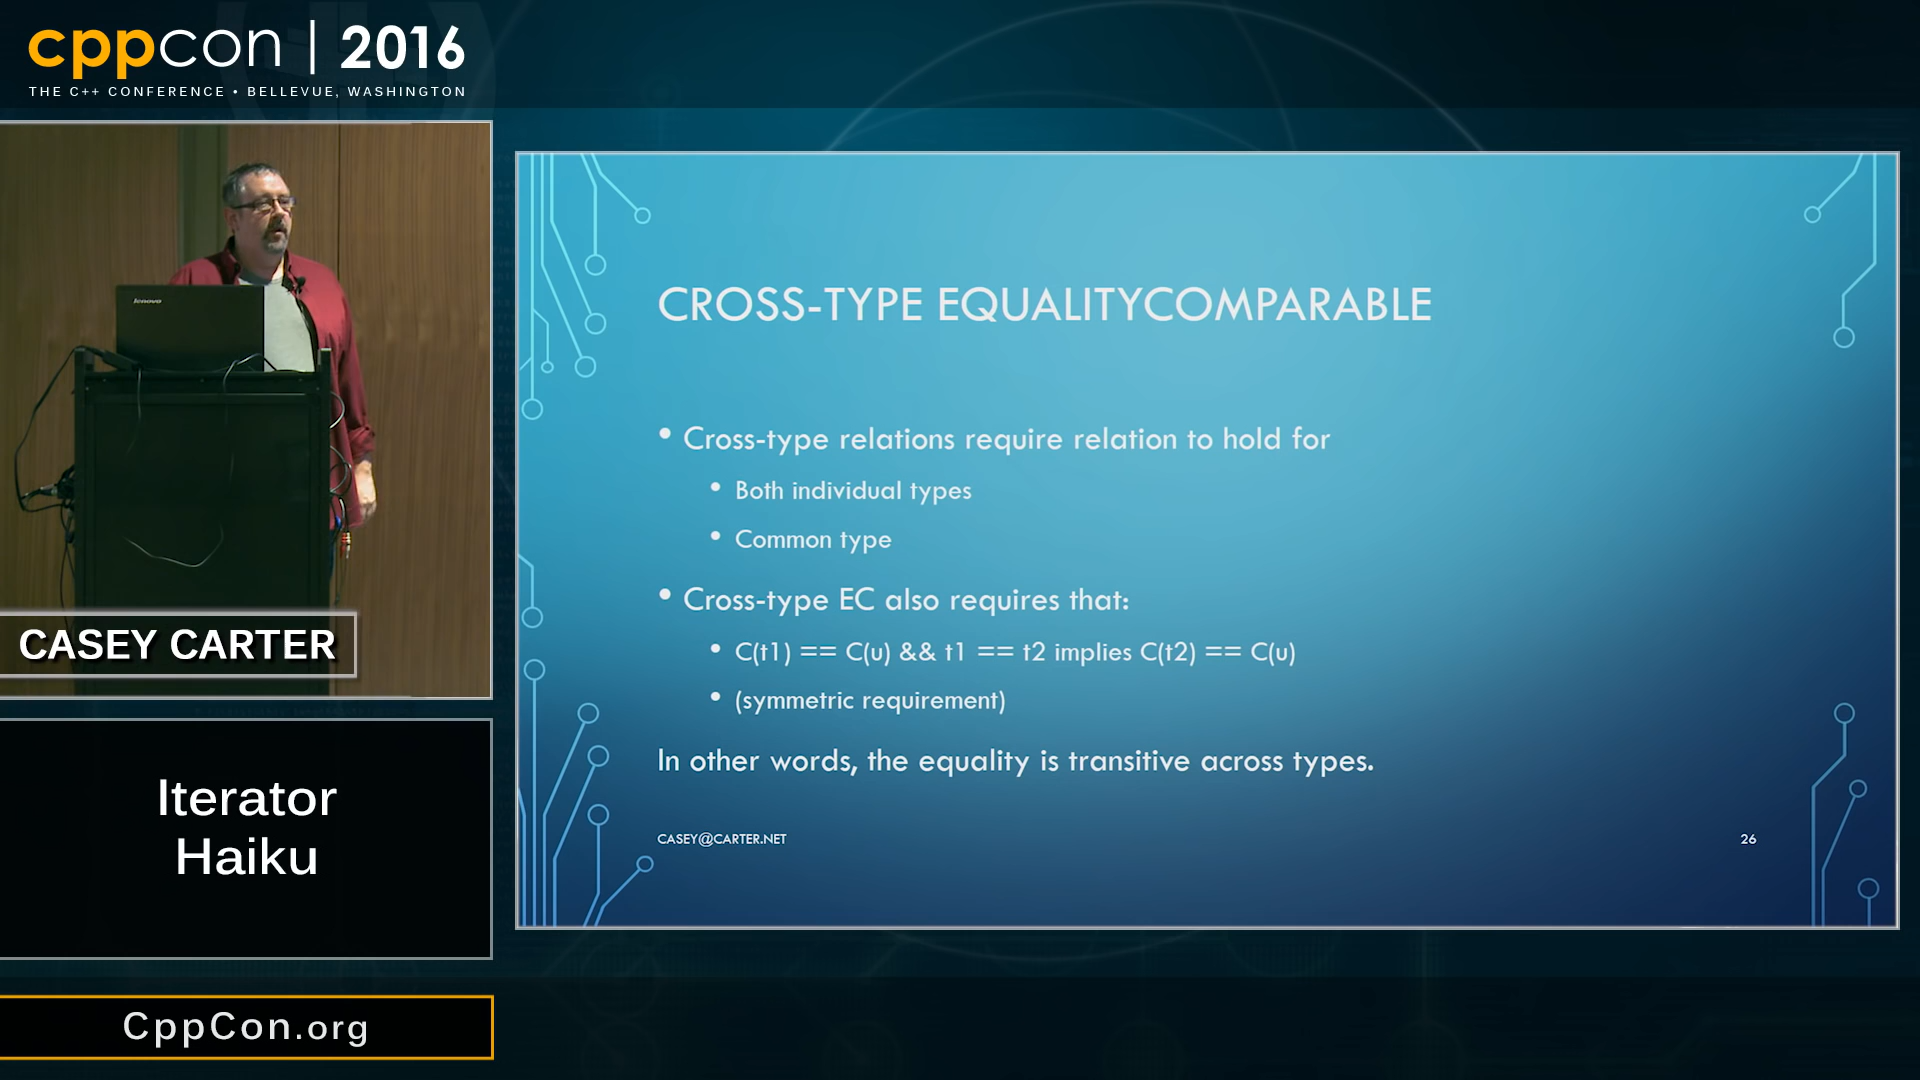 cppcon | 2016
THE C++ CONFERENCE • BELLEVUE, WASHINGTON
lenovo
CASEY CARTER
Iterator
Haiku
CppCon.org
CROSS-TYPE EQUALITYCOMPARABLE
• Cross-type relations require relation to hold for
• Both individual types
• Common type
• Cross-type EC also requires that:
• C(t1) == C(u) && t1 == t2 implies C(t2) == C(u)
• (symmetric requirement)
In other words, the equality is transitive across types.
CASEY@CARTER.NET
26